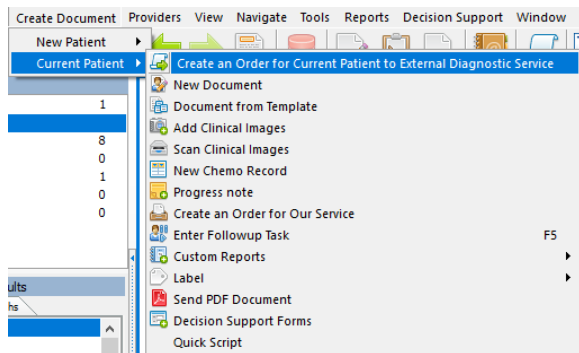 Create Document Providers View Navigate Tools Reports Decision Support Window
New Patient
Current Patient
Create an Order for Current Patient to External Diagnostic Service
New Document
1
Document from Template
Add Clinical Images
8
Scan Clinical Images
0
New Chemo Record
1
Progress note
0
Create an Order for Our Service
0
Enter Followup Task F5
Custom Reports
Label
ults
Send PDF Document
hs
Decision Support Forms
Quick Script